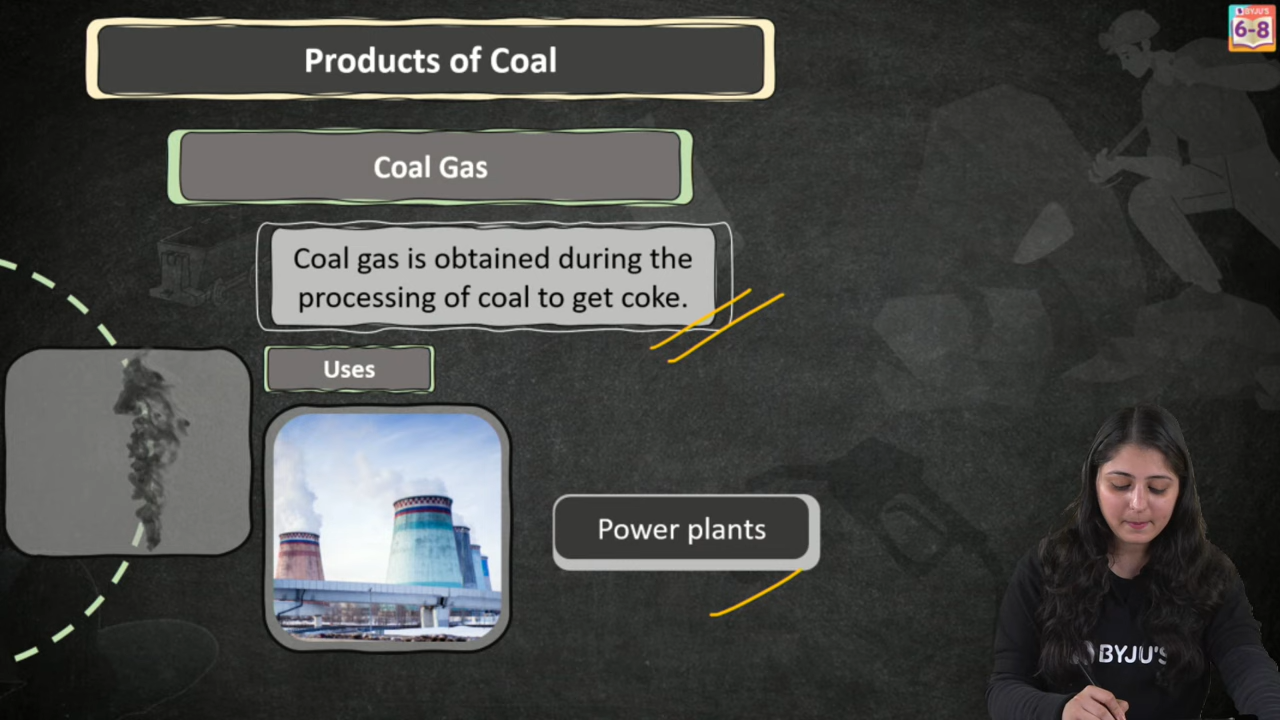 BYJU'S
6-8
Products of Coal
Coal Gas
Coal gas is obtained during the
processing of coal to get coke.
Uses
Power plants
BYJU'S